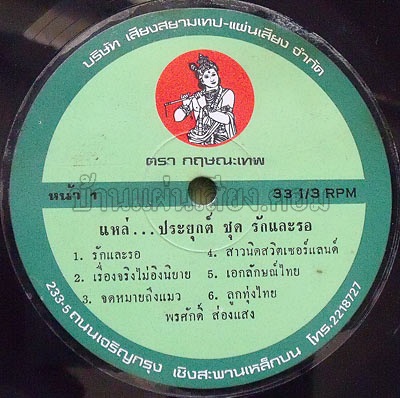 บริษัท เสียงสยามเทป-แผ่นเสียง จำกัด
ตรา กฤษณะเทพ
หน้า 1 33 1/3 RPM
บ้านแผ่นเสียง.คอม
แหล่...ประยุกต์ ชุด รักและรอ
1. รักและรอ
2. เรื่องจริงไม่อิงนิยาย
3. จดหมายถึงแมว
4. สาวนิดสวิตเซอร์แลนด์
5. เอกลักษณ์ไทย
6. ลูกทุ่งไทย
พรศักดิ์ ส่องแสง
233-5 ถนนเจริญกรุง เชิงสะพานเหล็กบน โทร. 2218727